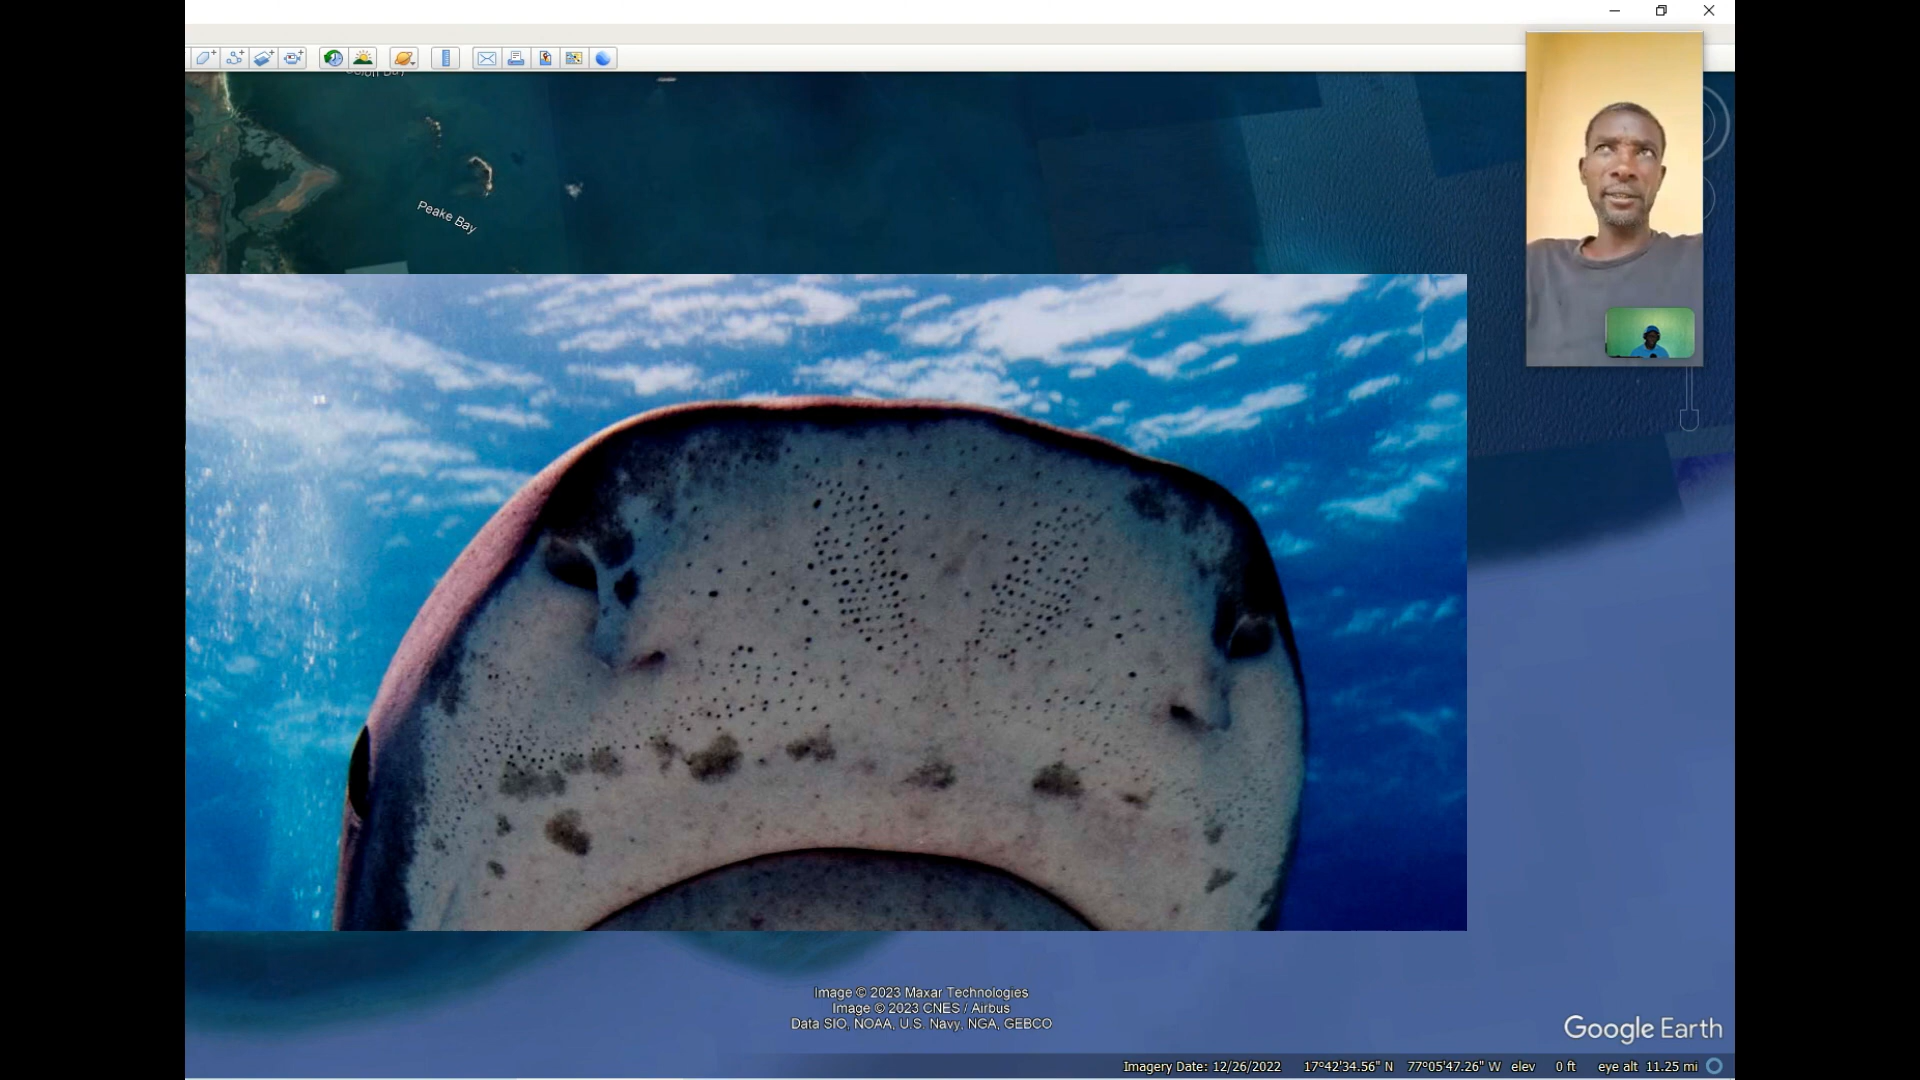 Peake Bay
Image © 2023 Maxar Technologies
Image © 2023 CNES / Airbus
Data SIO, NOAA, U.S. Navy, NGA, GEBCO
Google Earth
Imagery Date: 12/26/2022 17°42'34.56" N 77°05'47.26" W elev 0 ft eye alt 11.25 mi